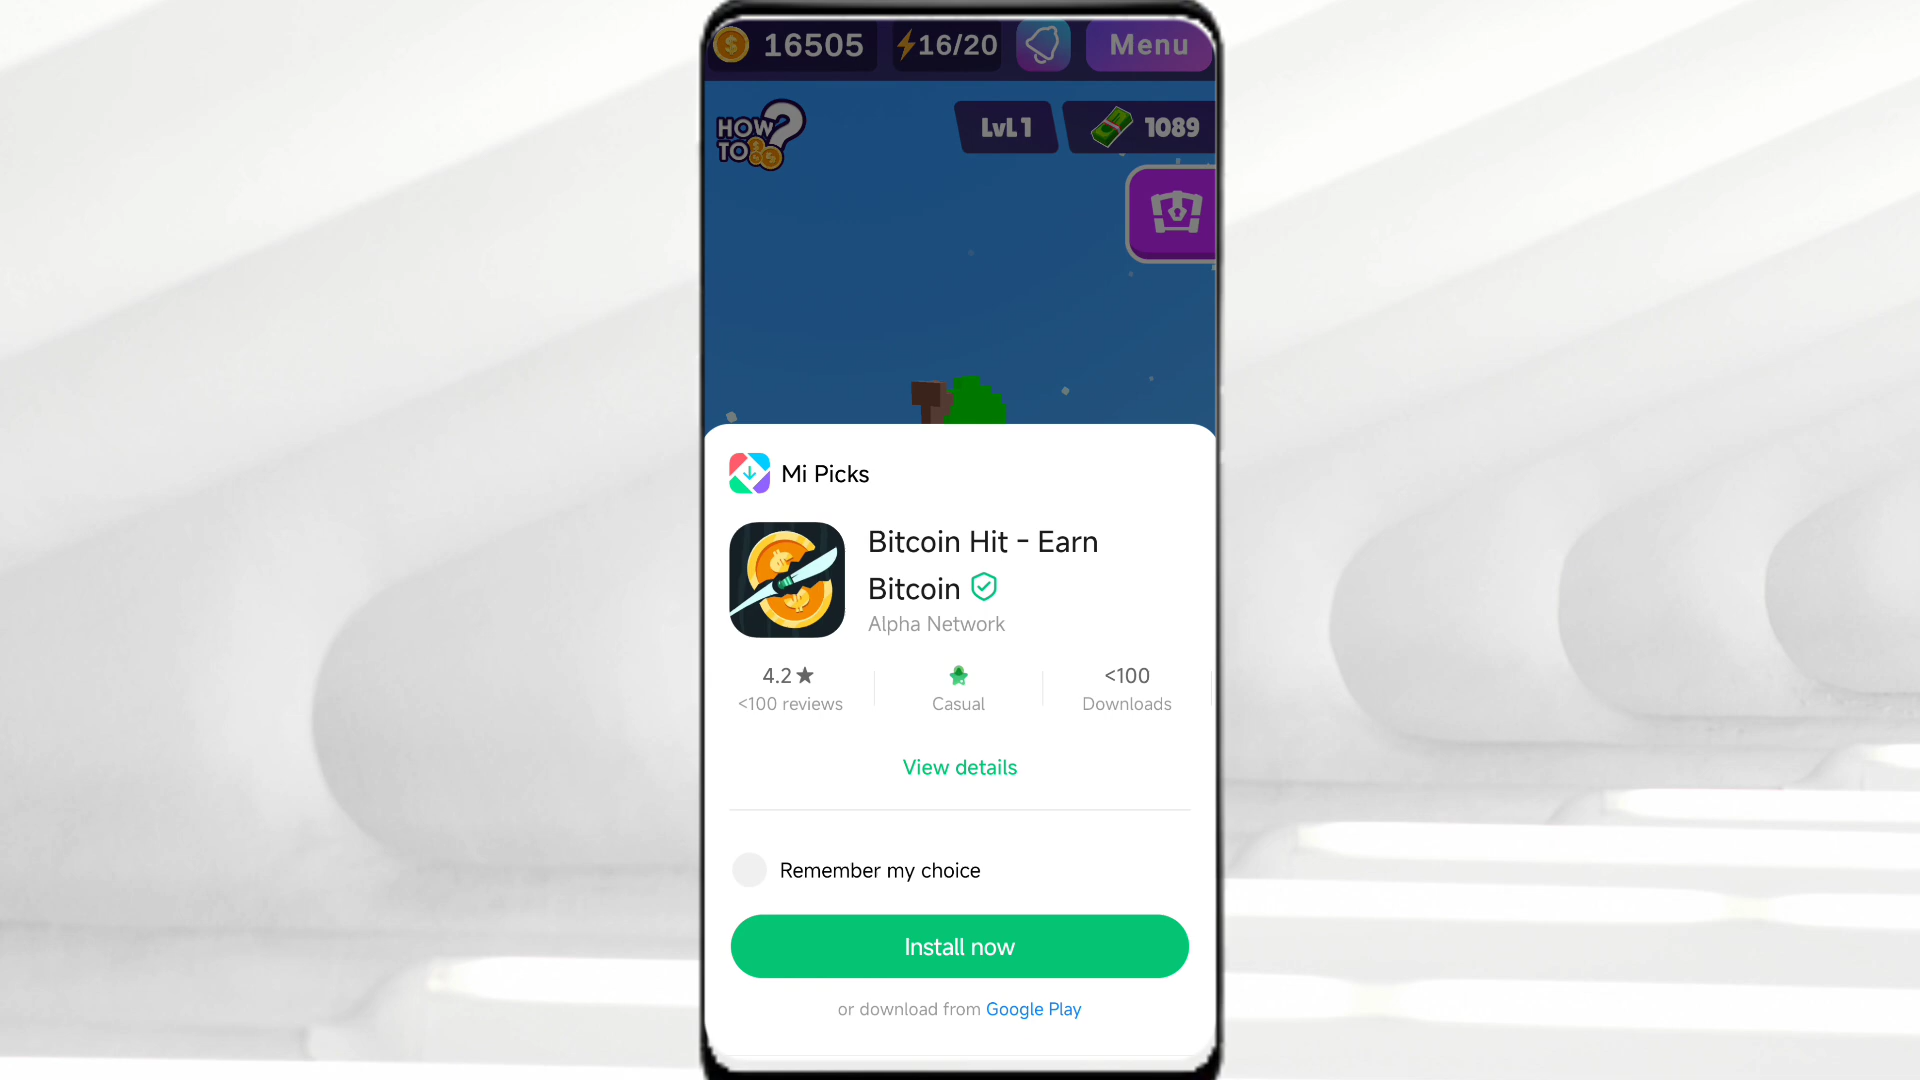 16505
16/20
Menu
HOW
TO
LvL 1
1089
Mi Picks
Bitcoin Hit - Earn
Bitcoin
Alpha Network
4.2★
<100
<100 reviews
Casual
Downloads
View details
Remember my choice
Install now
or download from Google Play